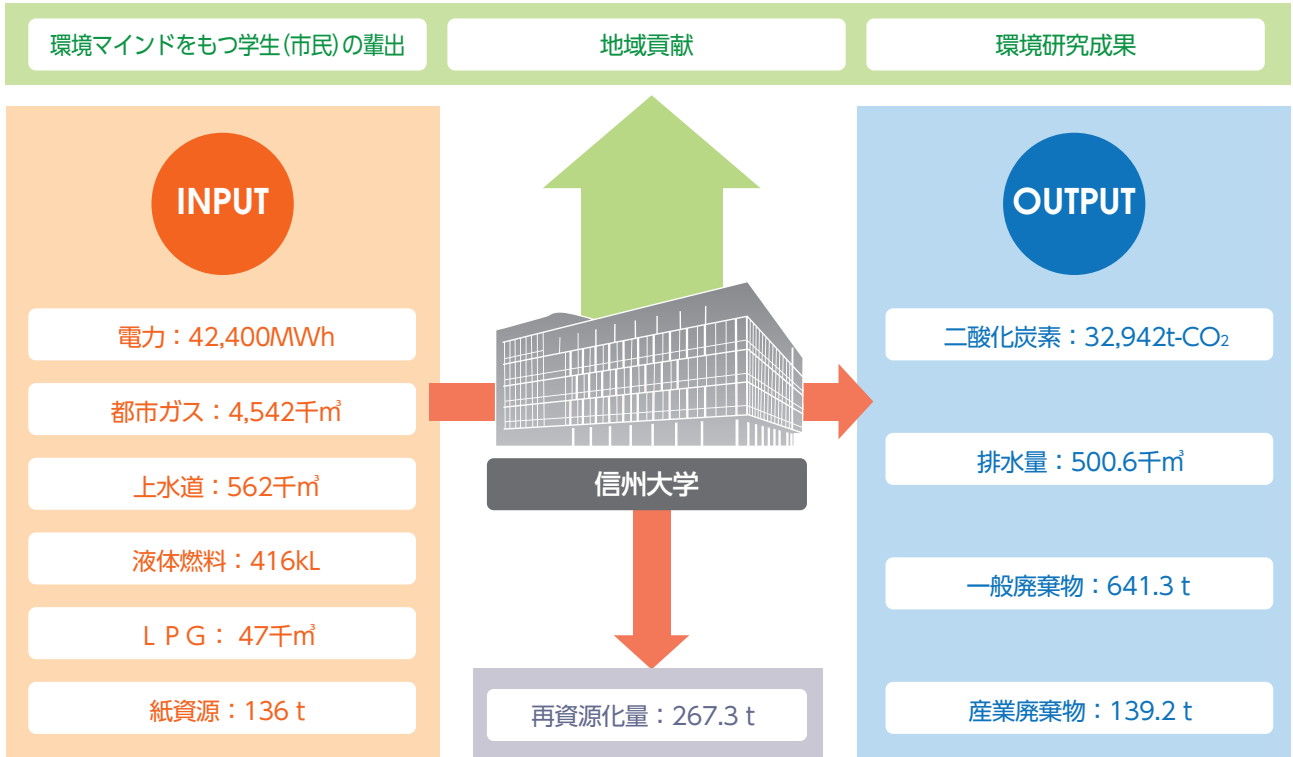 環境マインドをもつ学生(市民)の輩出
地域貢献
環境研究成果
INPUT
電力：42,400MWh
都市ガス：4,542千㎥
上水道：562千㎥
液体燃料：416kL
ＬＰＧ： 47千㎥
紙資源：136 t
信州大学
再資源化量：267.3 t
OUTPUT
二酸化炭素：32,942t-CO₂
排水量：500.6千㎥
一般廃棄物：641.3 t
産業廃棄物：139.2 t